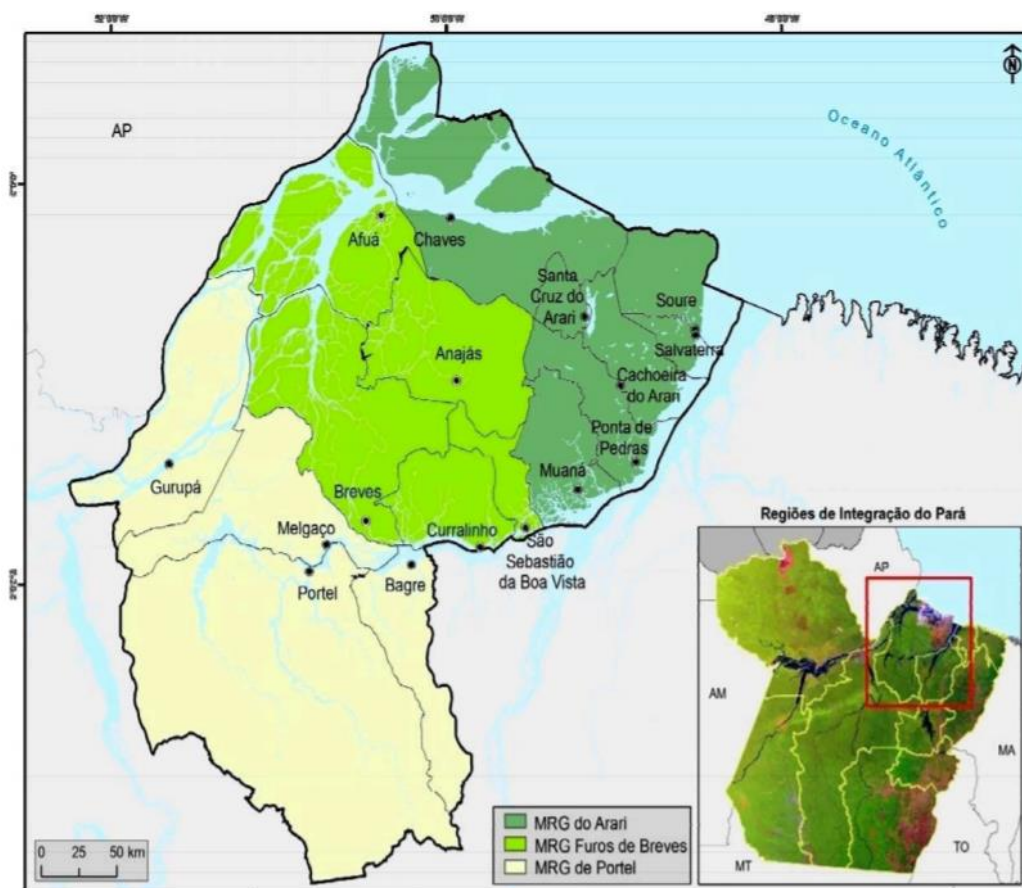 AP
Oceano Atlântico
Afuá
Chaves
Santa
Cruz do
Arari
Soure
Salvaterra
Anajás
Cachoeira
do Arari
Ponta de
Pedras
Muaná
Gurupá
Breves
Melgaço
Curralinho
São
Sebastião
da Boa Vista
Portel
Bagre
N
0 25 50 km
MRG do Arari
MRG Furos de Breves
MRG de Portel
Regiões de Integração do Pará
AP
AM
MA
MT
TO